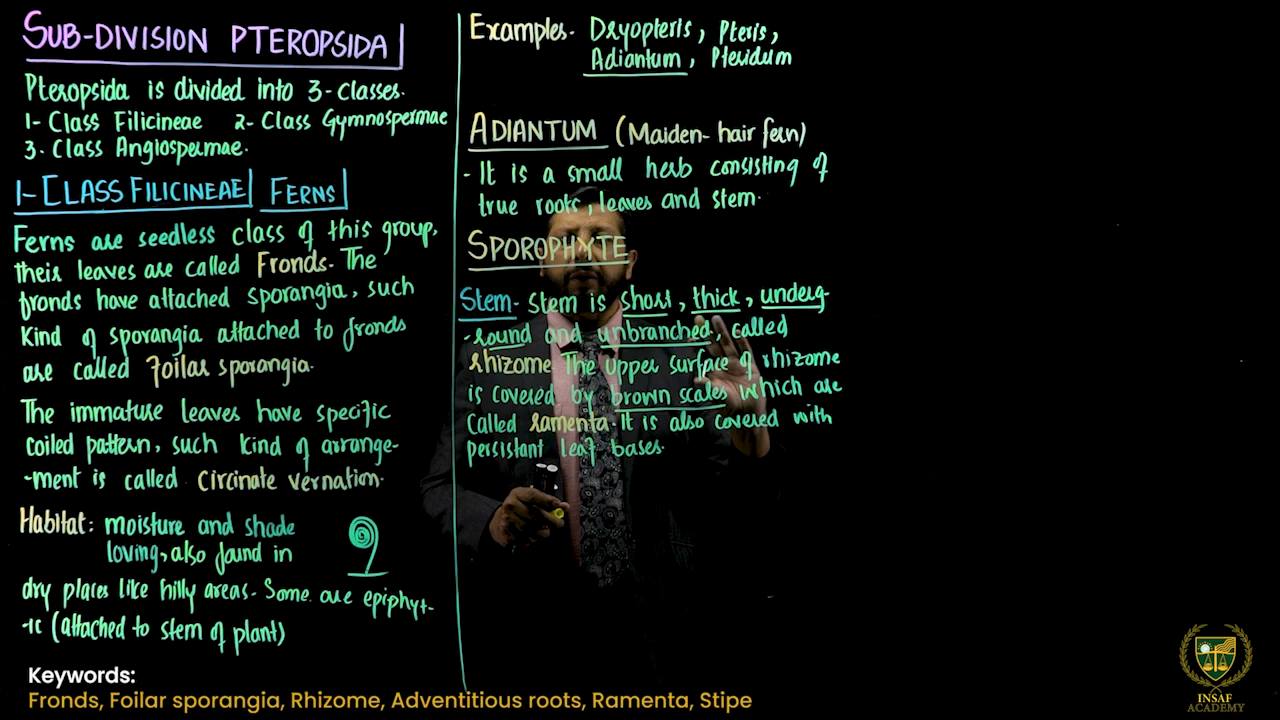 SUB-DIVISION PTEROPSIDA
Pteropsida is divided into 3-classes.
1- Class Filicineae 2- Class Gymnospermae
3. Class Angiospermae.
1- CLASS FILICINEAE FERNS
Ferns are seedless class of this group,
their leaves are called Fronds. The
fronds have attached sporangia, such
Kind of sporangia attached to fronds
are called Foilar sporangia.
The immature leaves have specific
coiled pattern, such kind of arrange-
-ment is called Circinate vernation.
Habitat: moisture and shade
loving, also found in
dry places like hilly areas. Some are epiphyt-
-ic (attached to stem of plant)
Examples- Dryopteris, Pteris,
Adiantum, Pteridum
ADIANTUM (Maiden-hair fern)
- It is a small herb consisting of
true roots, leaves and stem.
SPOROPHYTE
Stem- Stem is short, thick, underg-
-round and unbranched, called
rhizome The upper surface of rhizome
is covered by brown scales which are
Called ramenta. It is also covered with
persistant leaf bases.
Keywords:
Fronds, Foilar sporangia, Rhizome, Adventitious roots, Ramenta, Stipe
INSAF
ACADEMY